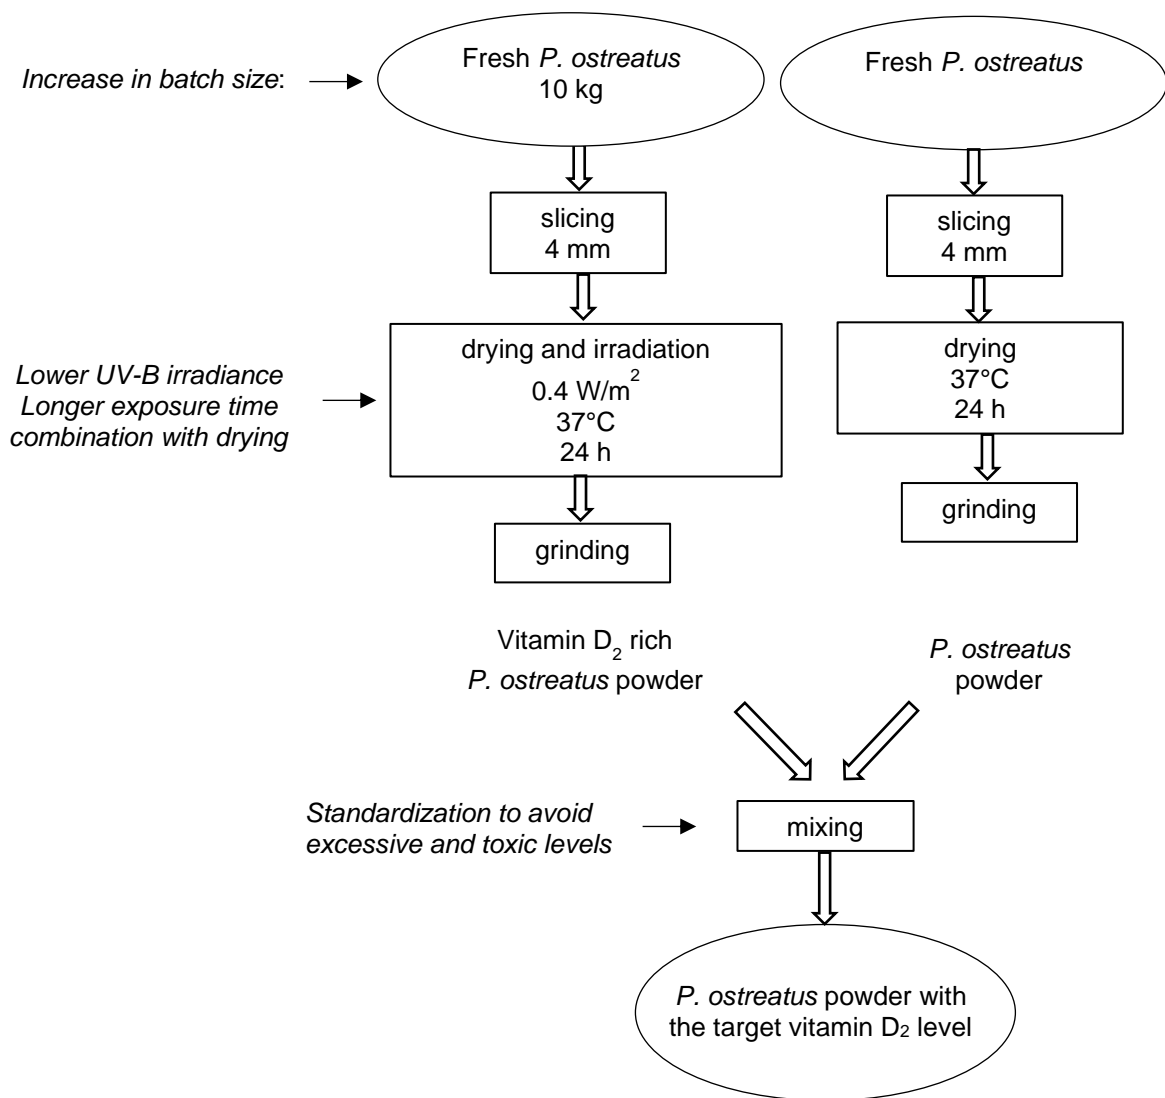 Increase in batch size:
Fresh P. ostreatus
10 kg
Fresh P. ostreatus
slicing
4 mm
slicing
4 mm
Lower UV-B irradiance
Longer exposure time
combination with drying
drying and irradiation
0.4 W/m²
37°C
24 h
drying
37°C
24 h
grinding
grinding
Vitamin D₂ rich
P. ostreatus powder
P. ostreatus
powder
Standardization to avoid
excessive and toxic levels
mixing
P. ostreatus powder with
the target vitamin D₂ level